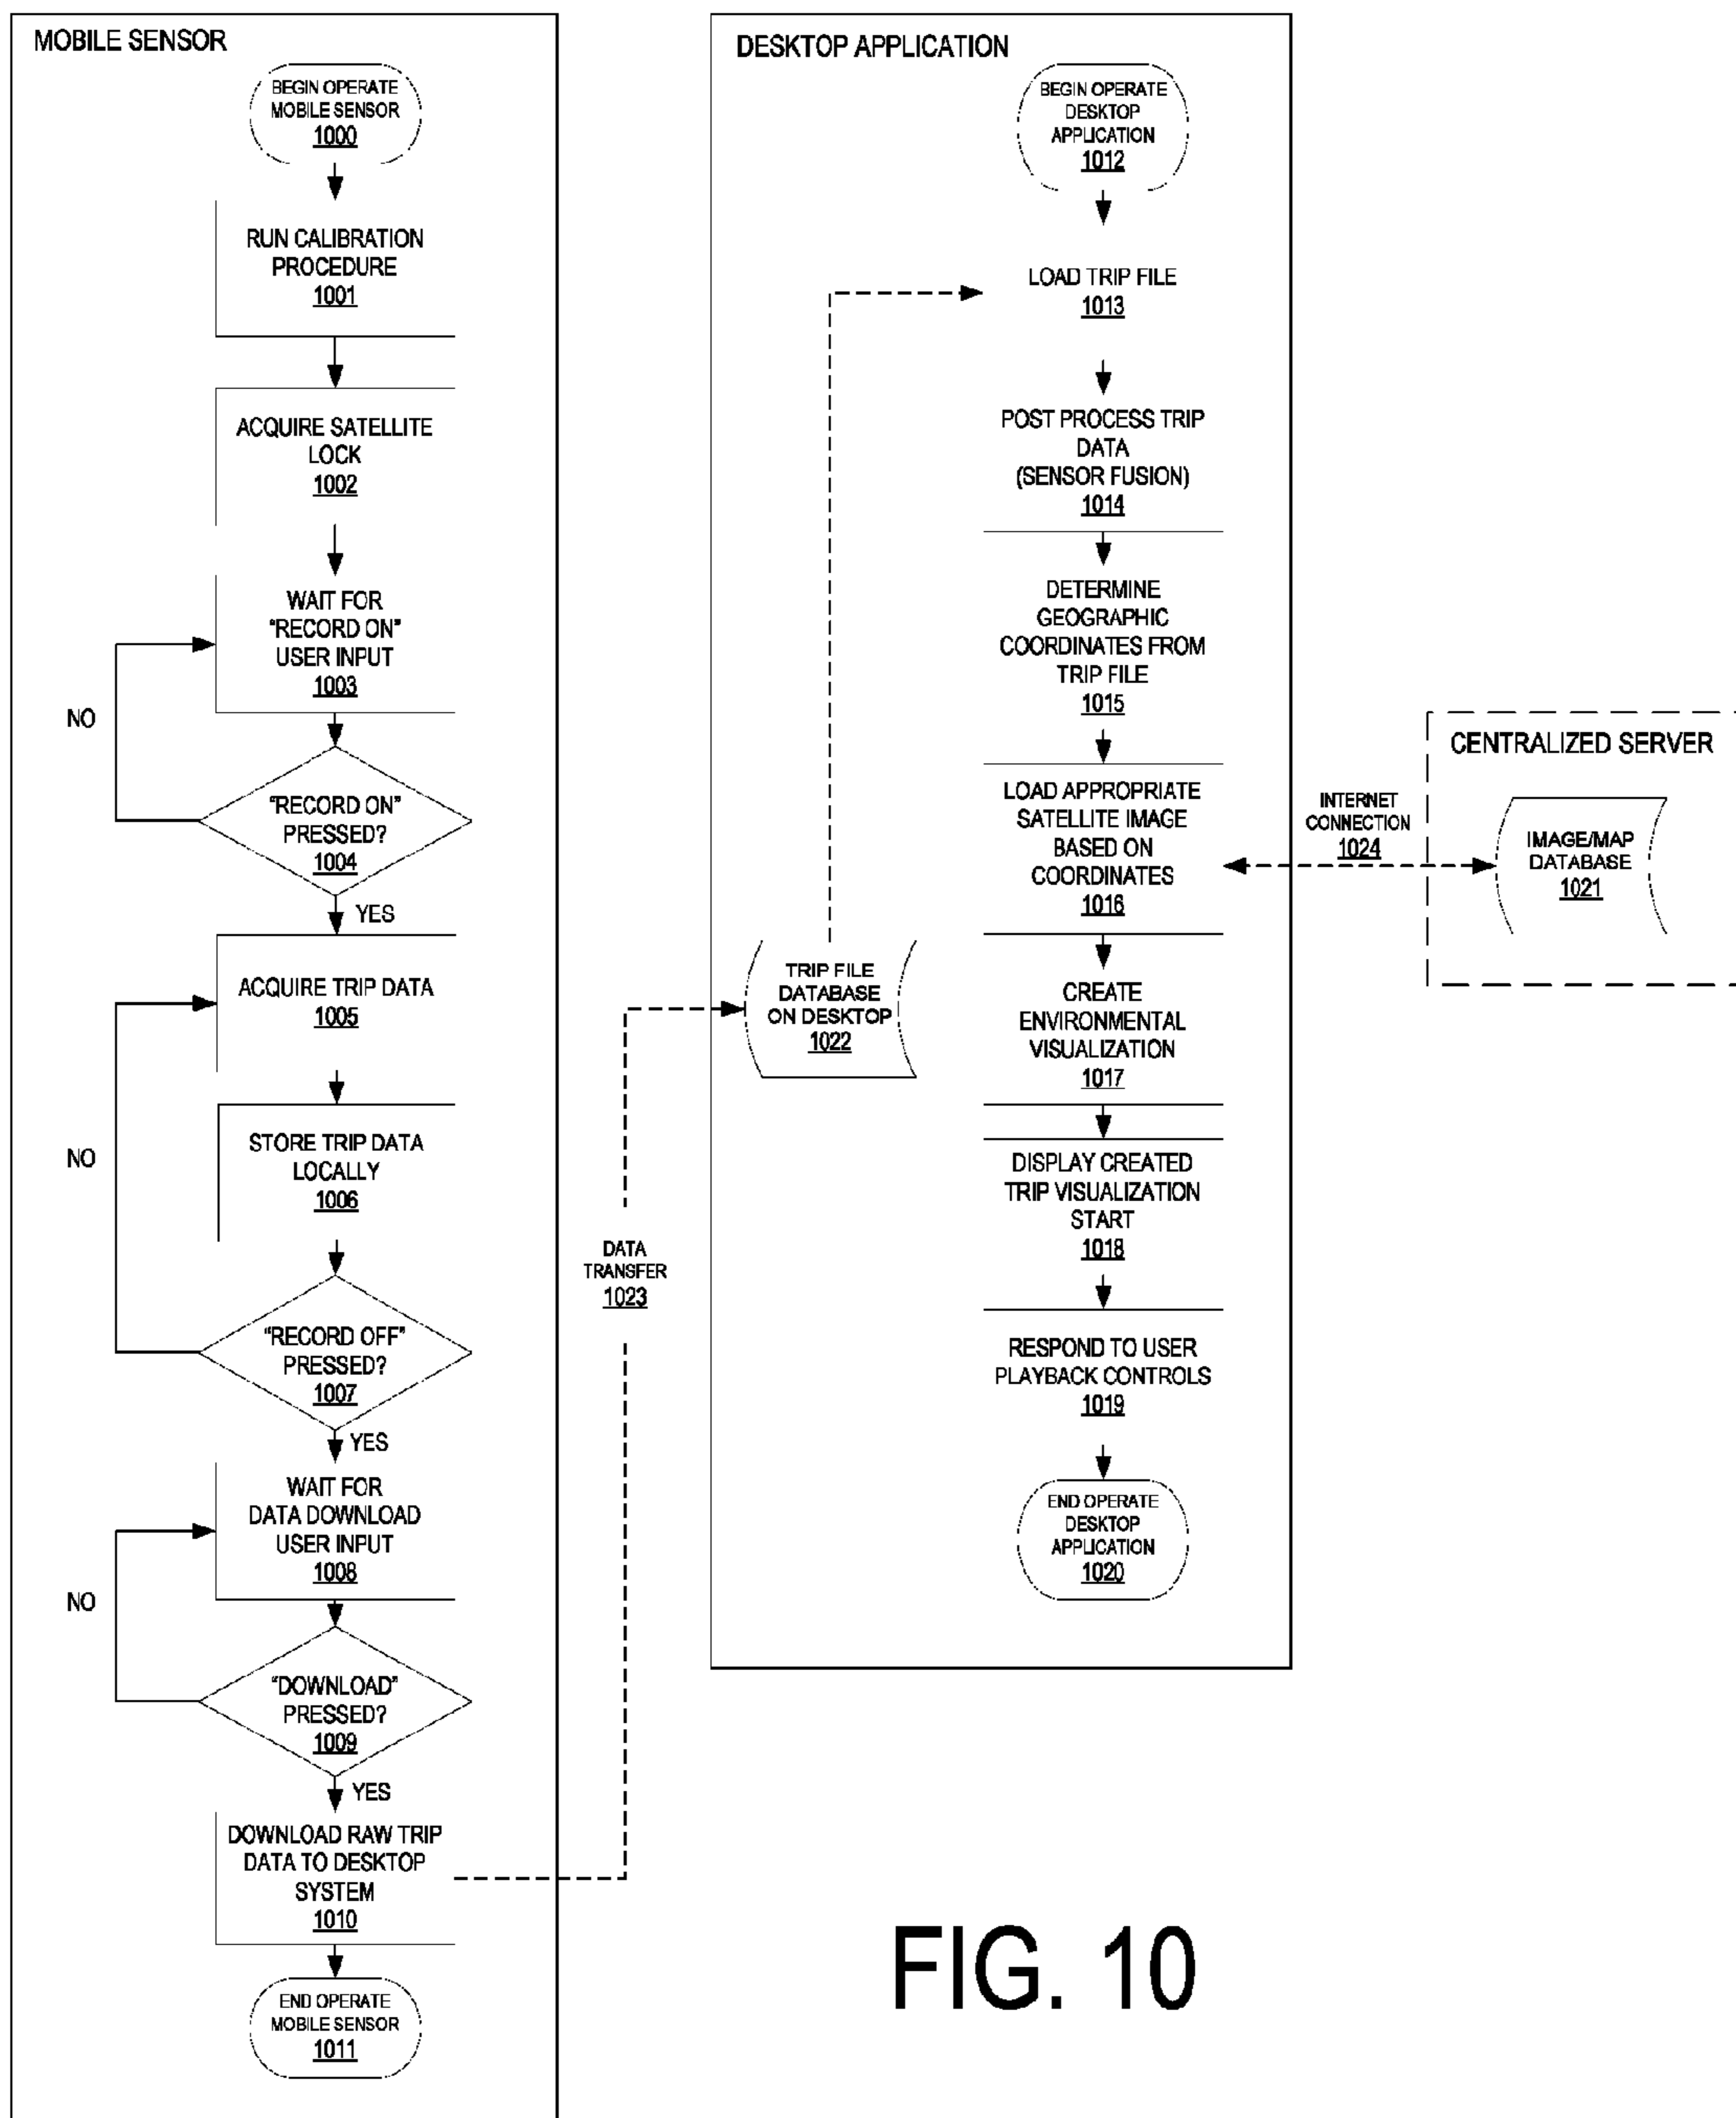 MOBILE SENSOR
BEGIN OPERATE
MOBILE SENSOR
1000
RUN CALIBRATION
PROCEDURE
1001
ACQUIRE SATELLITE
LOCK
1002
WAIT FOR
"RECORD ON"
USER INPUT
1003
NO
"RECORD ON"
PRESSED?
1004
YES
ACQUIRE TRIP DATA
1005
STORE TRIP DATA
LOCALLY
1006
NO
"RECORD OFF"
PRESSED?
1007
YES
WAIT FOR
DATA DOWNLOAD
USER INPUT
1008
NO
"DOWNLOAD"
PRESSED?
1009
YES
DOWNLOAD RAW TRIP
DATA TO DESKTOP
SYSTEM
1010
END OPERATE
MOBILE SENSOR
1011
DATA
TRANSFER
1023
DESKTOP APPLICATION
BEGIN OPERATE
DESKTOP
APPLICATION
1012
LOAD TRIP FILE
1013
POST PROCESS TRIP
DATA
(SENSOR FUSION)
1014
DETERMINE
GEOGRAPHIC
COORDINATES FROM
TRIP FILE
1015
LOAD APPROPRIATE
SATELLITE IMAGE
BASED ON
COORDINATES
1016
TRIP FILE
DATABASE
ON DESKTOP
1022
CREATE
ENVIRONMENTAL
VISUALIZATION
1017
DISPLAY CREATED
TRIP VISUALIZATION
START
1018
RESPOND TO USER
PLAYBACK CONTROLS
1019
END OPERATE
DESKTOP
APPLICATION
1020
INTERNET
CONNECTION
1024
CENTRALIZED SERVER
IMAGE/MAP
DATABASE
1021
FIG. 10